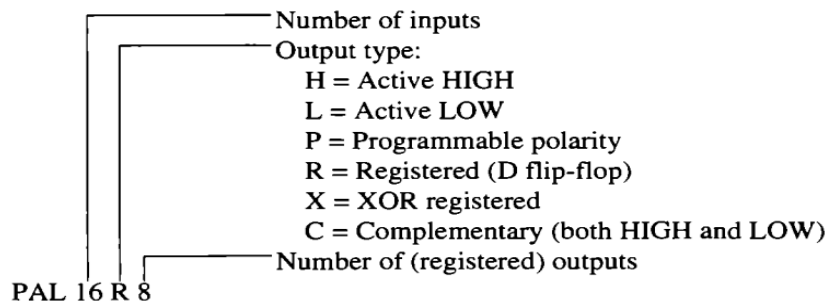 Number of inputs
Output type:
H = Active HIGH
L = Active LOW
P = Programmable polarity
R = Registered (D flip-flop)
X = XOR registered
C = Complementary (both HIGH and LOW)
Number of (registered) outputs
PAL 16 R 8